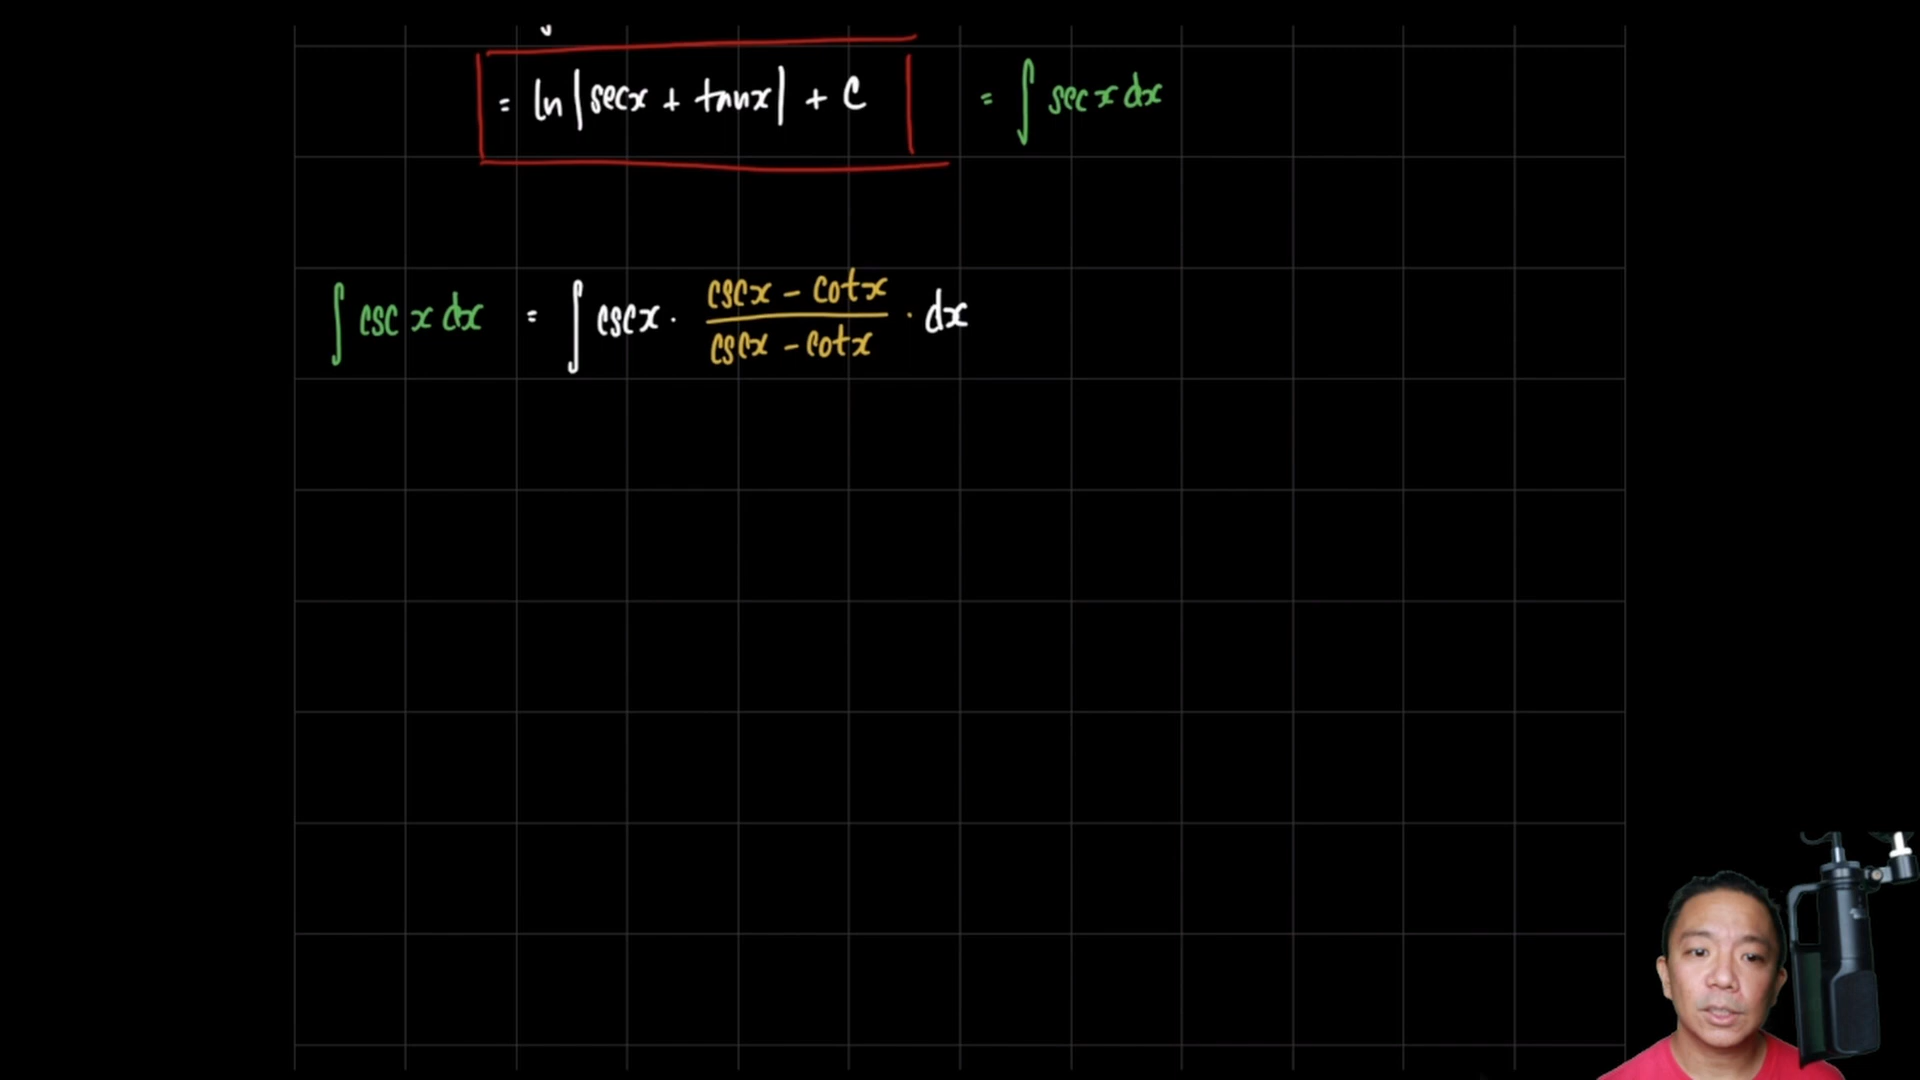 = ln|secx + tanx| + C = ∫ sec x dx
∫ csc x dx = ∫ cscx · (cscx - cotx)/(cscx - cotx) · dx